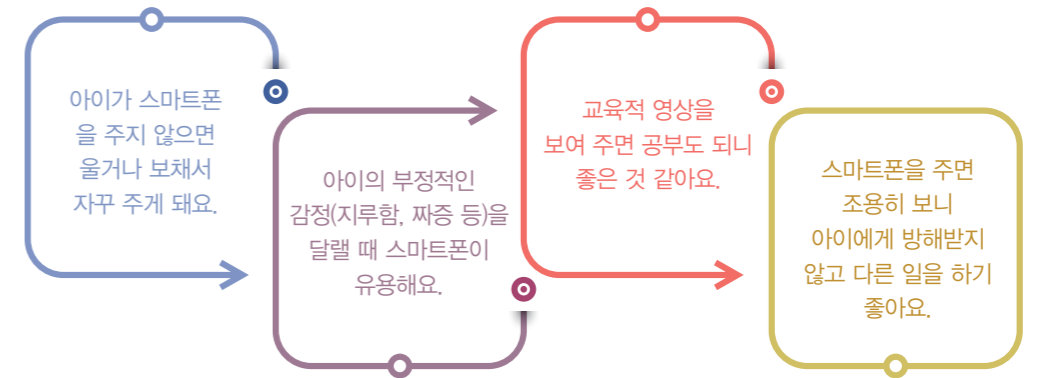 아이가 스마트폰
을 주지 않으면
울거나 보채서
자꾸 주게 돼요.
아이의 부정적인
감정(지루함, 짜증 등)을
달랠 때 스마트폰이
유용해요.
교육적 영상을
보여 주면 공부도 되니
좋은 것 같아요.
스마트폰을 주면
조용히 보니
아이에게 방해받지
않고 다른 일을 하기
좋아요.